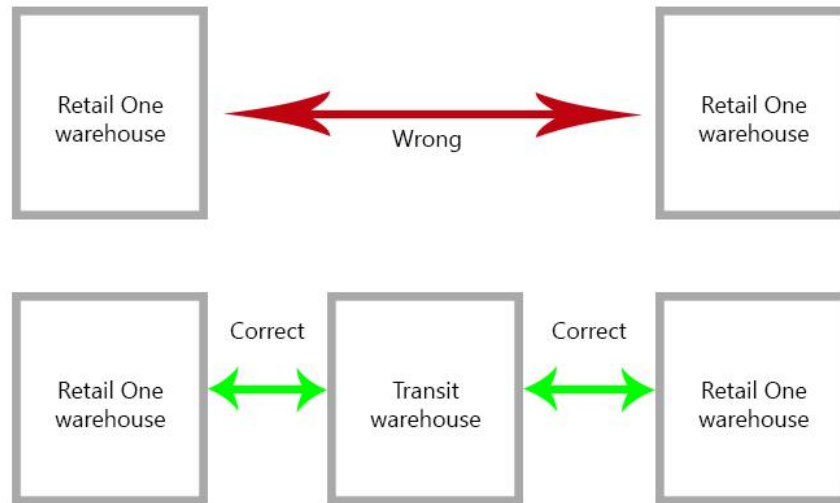 Retail One
warehouse
Wrong
Retail One
warehouse
Correct
Correct
Retail One
warehouse
Transit
warehouse
Retail One
warehouse